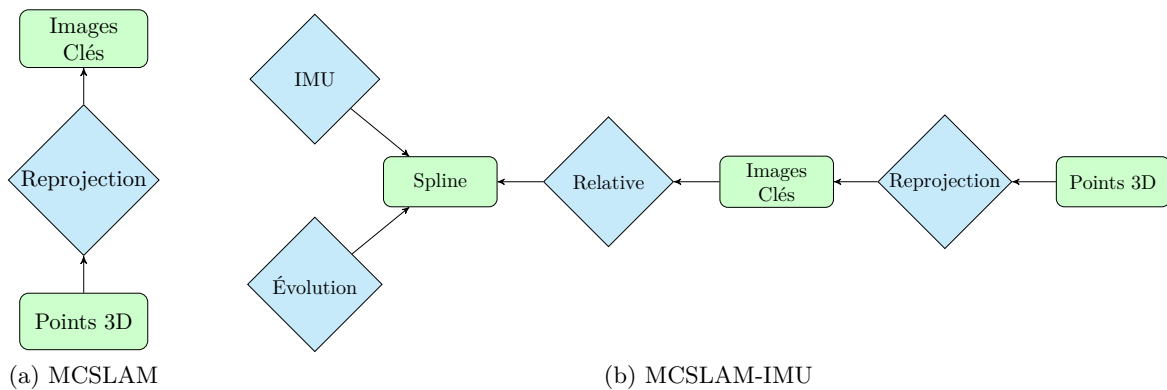 Images
Clés
Reprojection
Points 3D
(a) MCSLAM
IMU
Évolution
Spline
Relative
Images
Clés
Reprojection
Points 3D
(b) MCSLAM-IMU